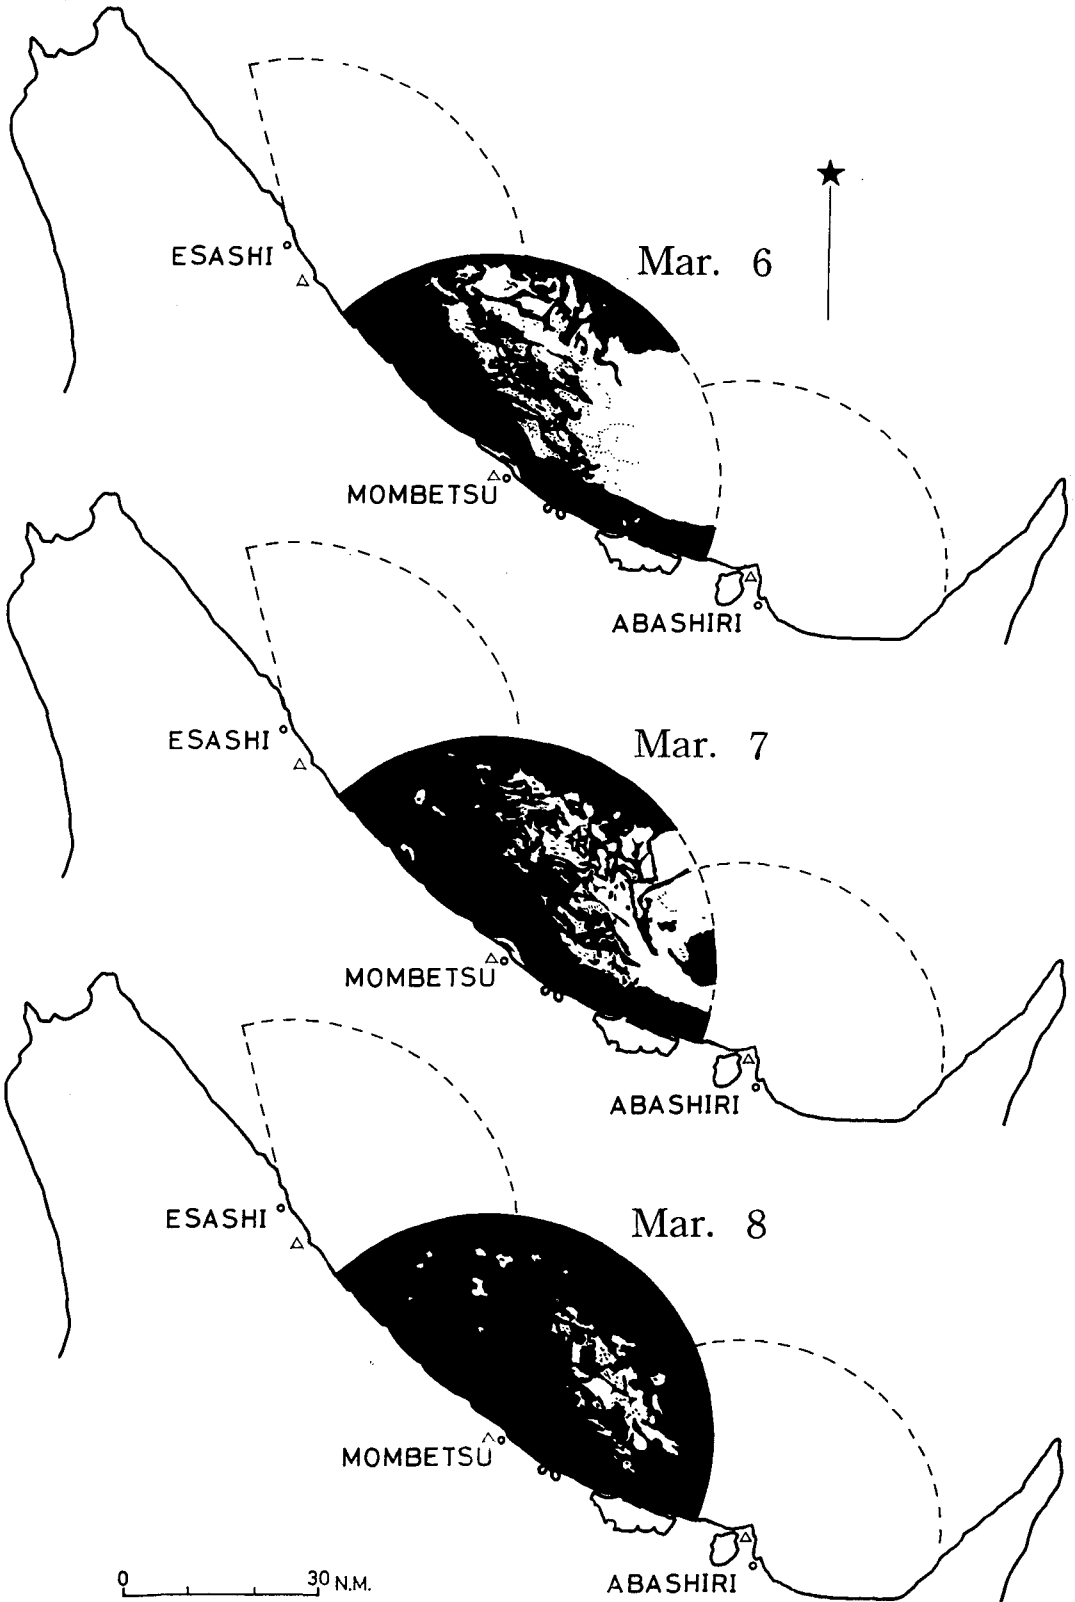 Mar. 6
ESASHI
MOMBETSU
ABASHIRI
Mar. 7
ESASHI
MOMBETSU
ABASHIRI
Mar. 8
ESASHI
MOMBETSU
ABASHIRI
0 30 N.M.